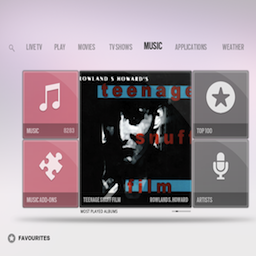 LIVE TV PLAY MOVIES TV SHOWS MUSIC APPLICATIONS WEATHER
ROWLAND S HOWARD'S
teenage
snuff
film
MUSIC
TOP 100
MUSIC ADD-ONS
TEENAGE SNUFF FILM ROWLAND S. HOWARD
ARTISTS
MOST PLAYED ALBUMS
FAVOURITES